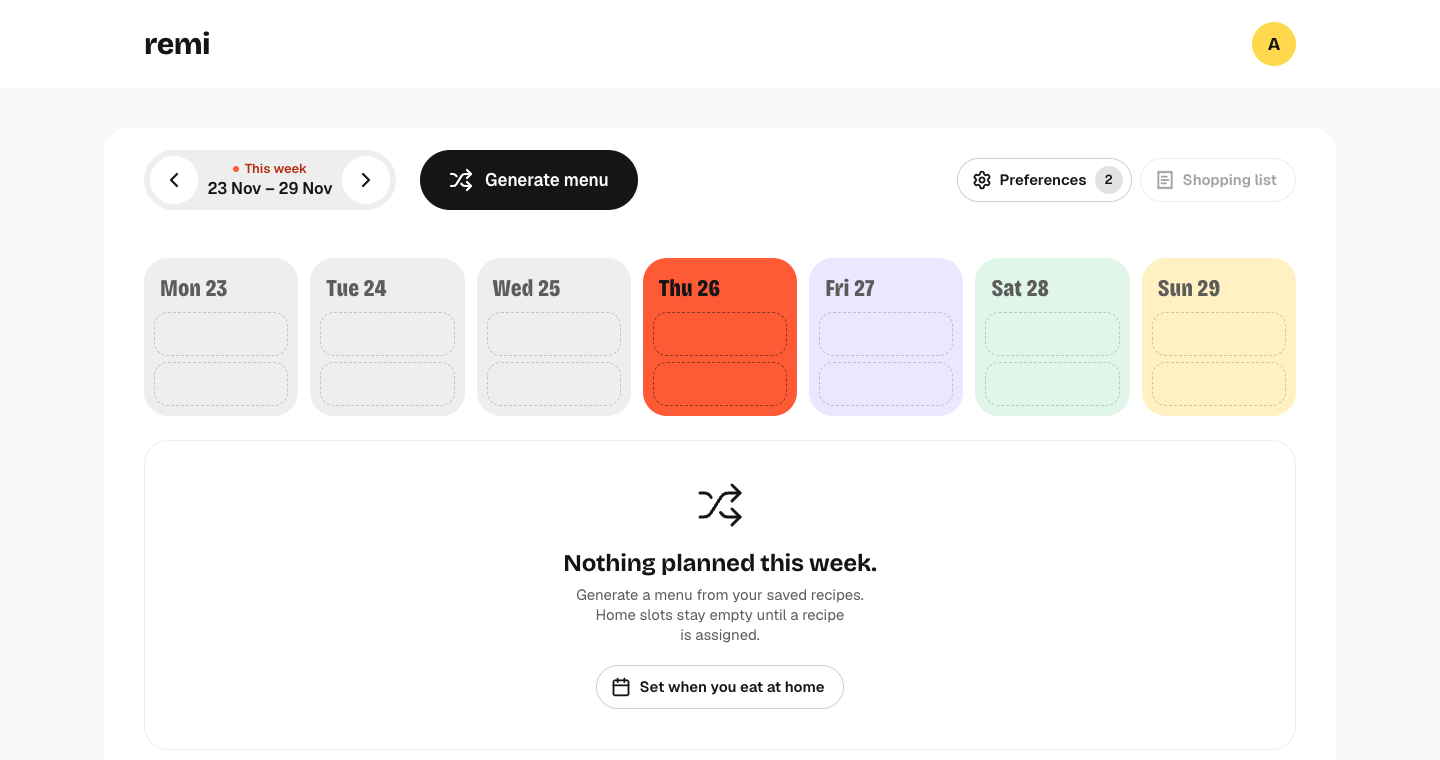 remi
A
This week
23 Nov – 29 Nov
Generate menu
Preferences 2
Shopping list
Mon 23
Tue 24
Wed 25
Thu 26
Fri 27
Sat 28
Sun 29
Nothing planned this week.
Generate a menu from your saved recipes.
Home slots stay empty until a recipe
is assigned.
Set when you eat at home